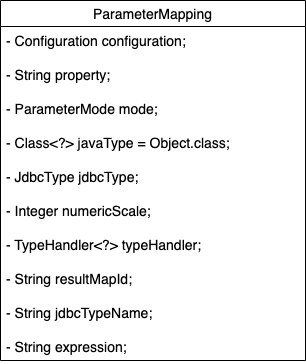 ParameterMapping
- Configuration configuration;
- String property;
- ParameterMode mode;
- Class<?> javaType = Object.class;
- JdbcType jdbcType;
- Integer numericScale;
- TypeHandler<?> typeHandler;
- String resultMapId;
- String jdbcTypeName;
- String expression;